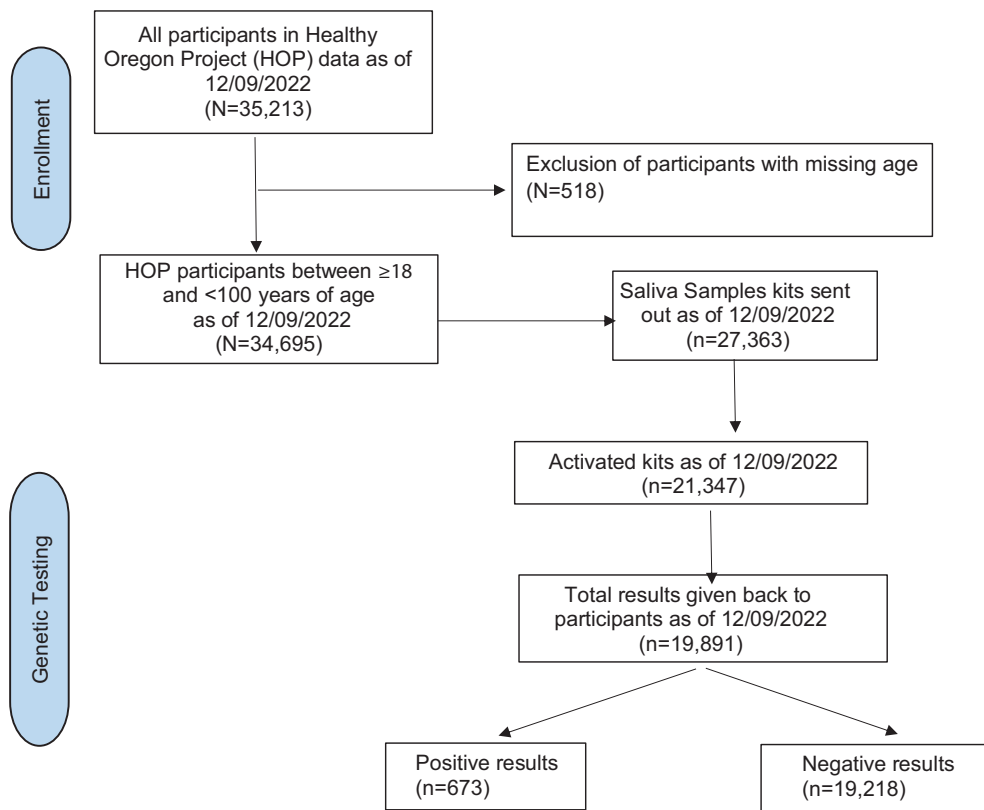 Enrollment
All participants in Healthy
Oregon Project (HOP) data as of
12/09/2022
(N=35,213)
Exclusion of participants with missing age
(N=518)
HOP participants between ≥18
and <100 years of age
as of 12/09/2022
(N=34,695)
Saliva Samples kits sent
out as of 12/09/2022
(n=27,363)
Genetic Testing
Activated kits as of 12/09/2022
(n=21,347)
Total results given back to
participants as of 12/09/2022
(n=19,891)
Positive results
(n=673)
Negative results
(n=19,218)